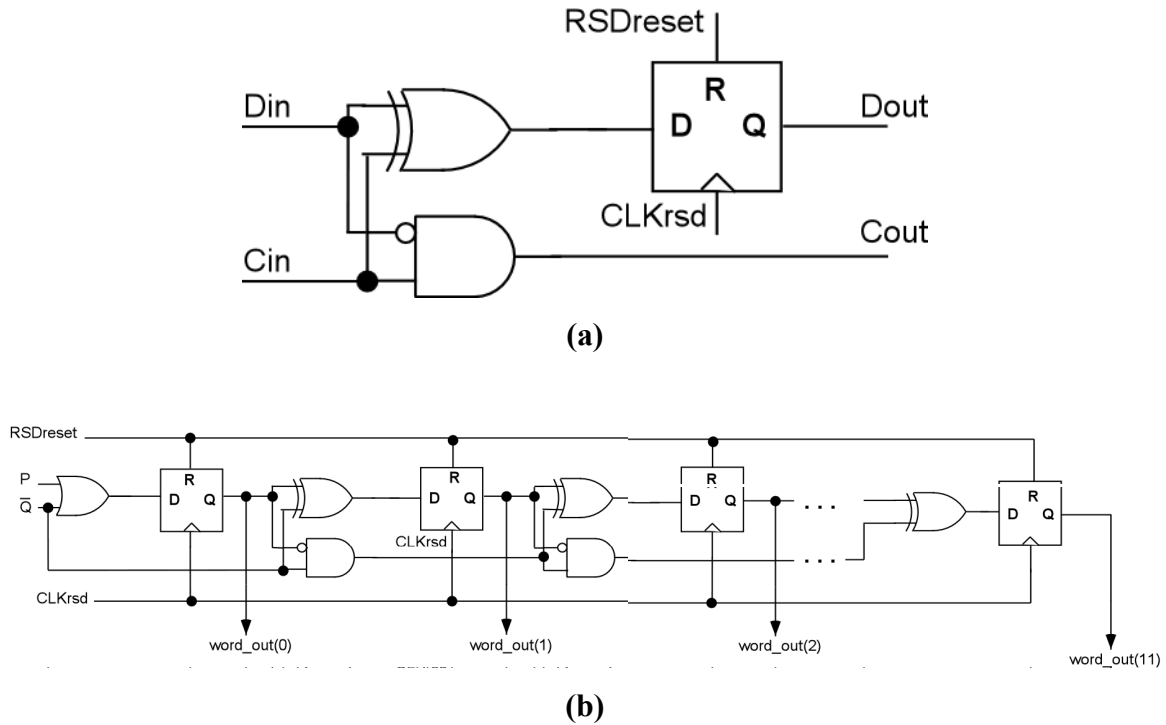 RSDreset
R
Din
D Q
Dout
CLKrsd
Cout
Cin
(a)
RSDreset
P
Q̅
R
D Q
R
D Q
CLKrsd
R
D Q
. . .
. . .
R
D Q
CLKrsd
word_out(0)
word_out(1)
word_out(2)
word_out(11)
(b)